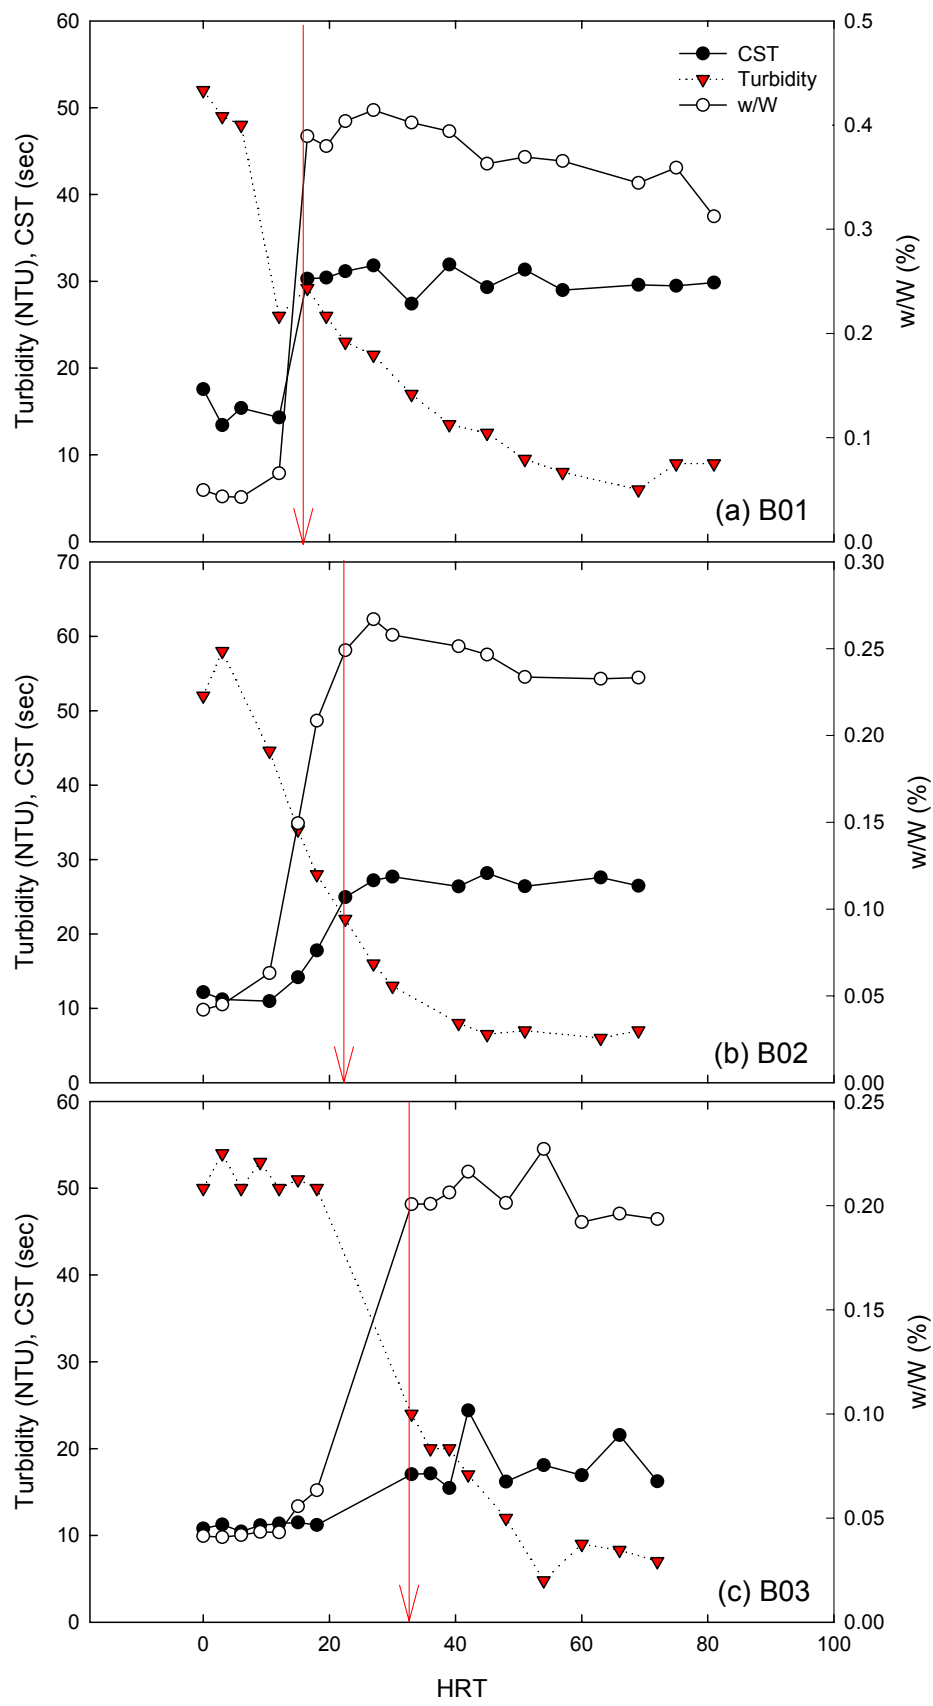 60
50
40
30
20
10
0
Turbidity (NTU), CST (sec)
0.5
0.4
0.3
0.2
0.1
0.0
w/W (%)
CST
Turbidity
w/W
(a) B01
70
60
50
40
30
20
10
0
Turbidity (NTU), CST (sec)
0.30
0.25
0.20
0.15
0.10
0.05
0.00
w/W (%)
(b) B02
60
50
40
30
20
10
0
Turbidity (NTU), CST (sec)
0.25
0.20
0.15
0.10
0.05
0.00
w/W (%)
(c) B03
0 20 40 60 80 100
HRT